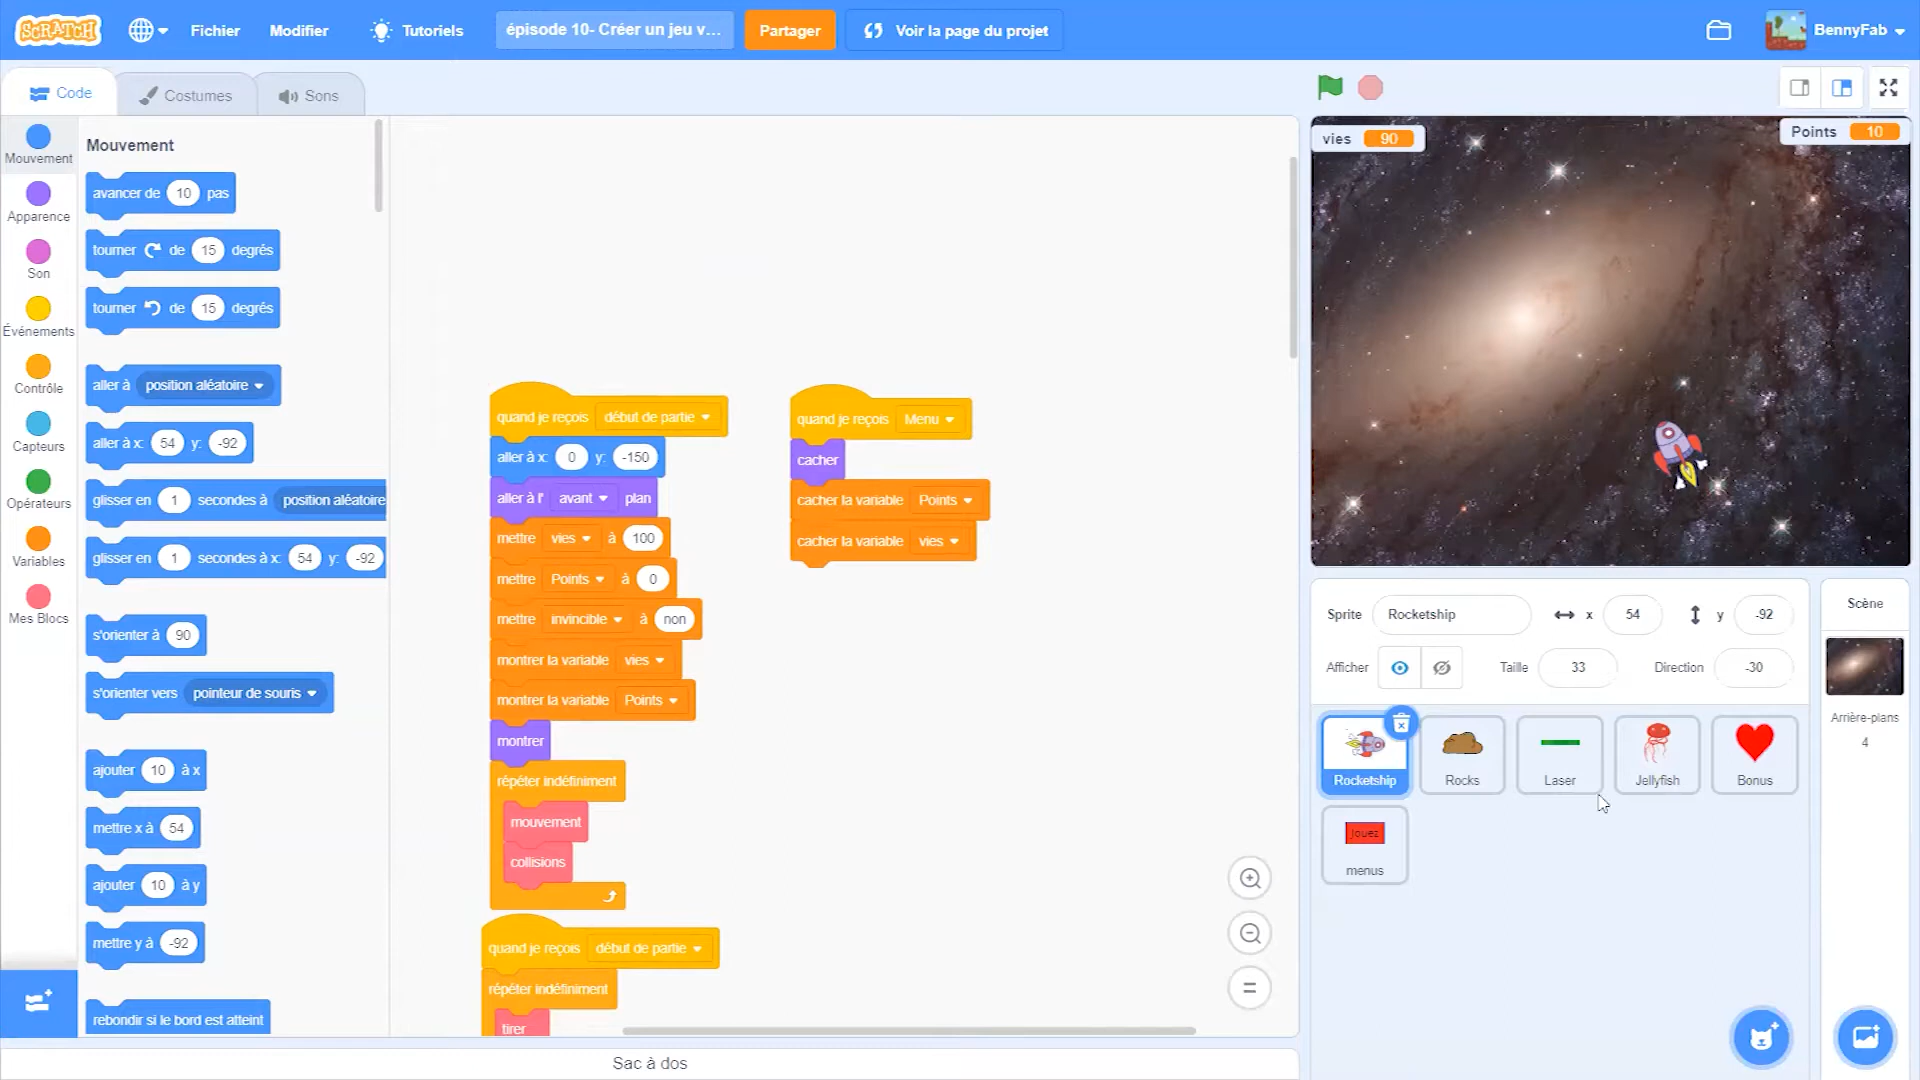 SCRATCH
Fichier
Modifier
Tutoriels
épisode 10- Créer un jeu v...
Partager
Voir la page du projet
BennyFab
Code
Costumes
Sons
Mouvement
Apparence
Son
Événements
Contrôle
Capteurs
Opérateurs
Variables
Mes Blocs
Mouvement
avancer de 10 pas
tourner de 15 degrés
tourner de 15 degrés
aller à position aléatoire
aller à x: 54 y: -92
glisser en 1 secondes à position aléatoire
glisser en 1 secondes à x: 54 y: -92
s'orienter à 90
s'orienter vers pointeur de souris
ajouter 10 à x
mettre x à 54
ajouter 10 à y
mettre y à -92
rebondir si le bord est atteint
quand je reçois début de partie
aller à x: 0 y: -150
aller à l' avant plan
mettre vies à 100
mettre Points à 0
mettre invincible à non
montrer la variable vies
montrer la variable Points
montrer
répéter indéfiniment
mouvement
collisions
quand je reçois début de partie
répéter indéfiniment
tirer
quand je reçois Menu
cacher
cacher la variable Points
cacher la variable vies
Sac à dos
vies 90
Points 10
Sprite Rocketship x 54 y -92
Afficher Taille 33 Direction -30
Rocketship
Rocks
Laser
Jellyfish
Bonus
Jouez
menus
Scène
Arrière-plans
4